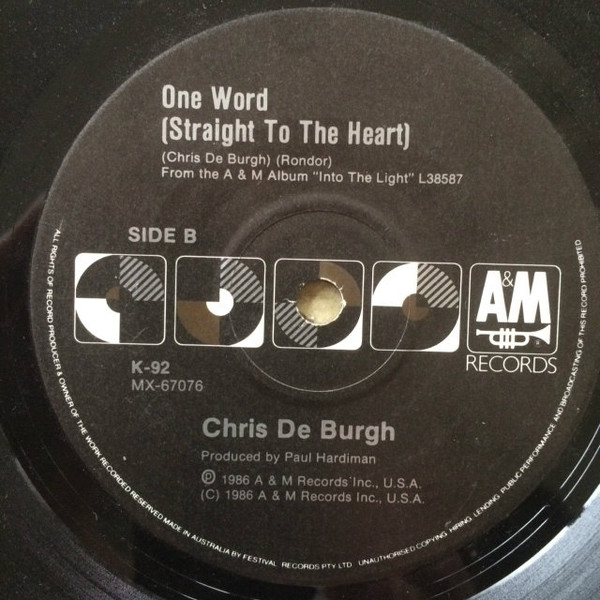 One Word
(Straight To The Heart)
(Chris De Burgh) (Rondor)
From the A & M Album "Into The Light" L38587
SIDE B
A&M
RECORDS
K-92
MX-67076
Chris De Burgh
Produced by Paul Hardiman
Ⓟ 1986 A & M Records Inc., U.S.A.
(C) 1986 A & M Records Inc., U.S.A.
ALL RIGHTS OF RECORD PRODUCER & OWNER OF THE WORK RECORDED RESERVED MADE IN AUSTRALIA BY FESTIVAL RECORDS PTY LTD UNAUTHORISED COPYING, HIRING, LENDING, PUBLIC PERFORMANCE AND BROADCASTING OF THIS RECORD PROHIBITED